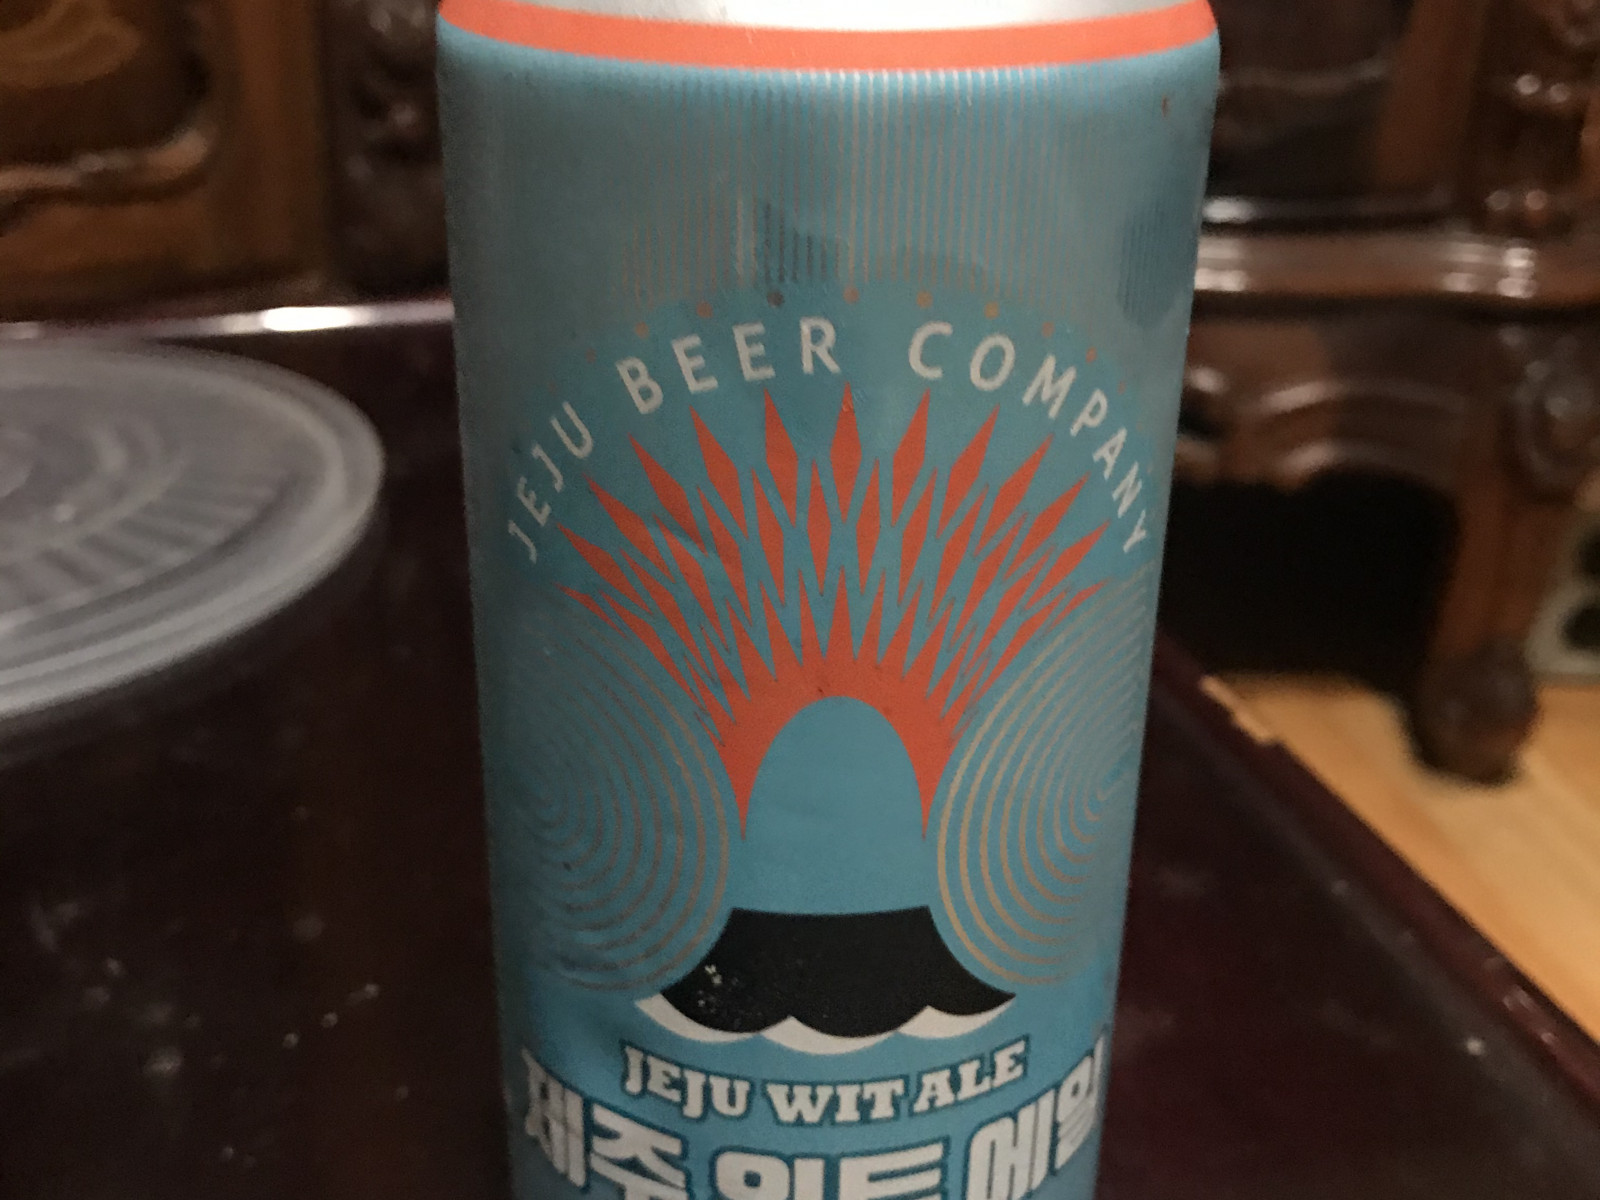 JEJU BEER COMPANY
JEJU WIT ALE
제주 위트 에일